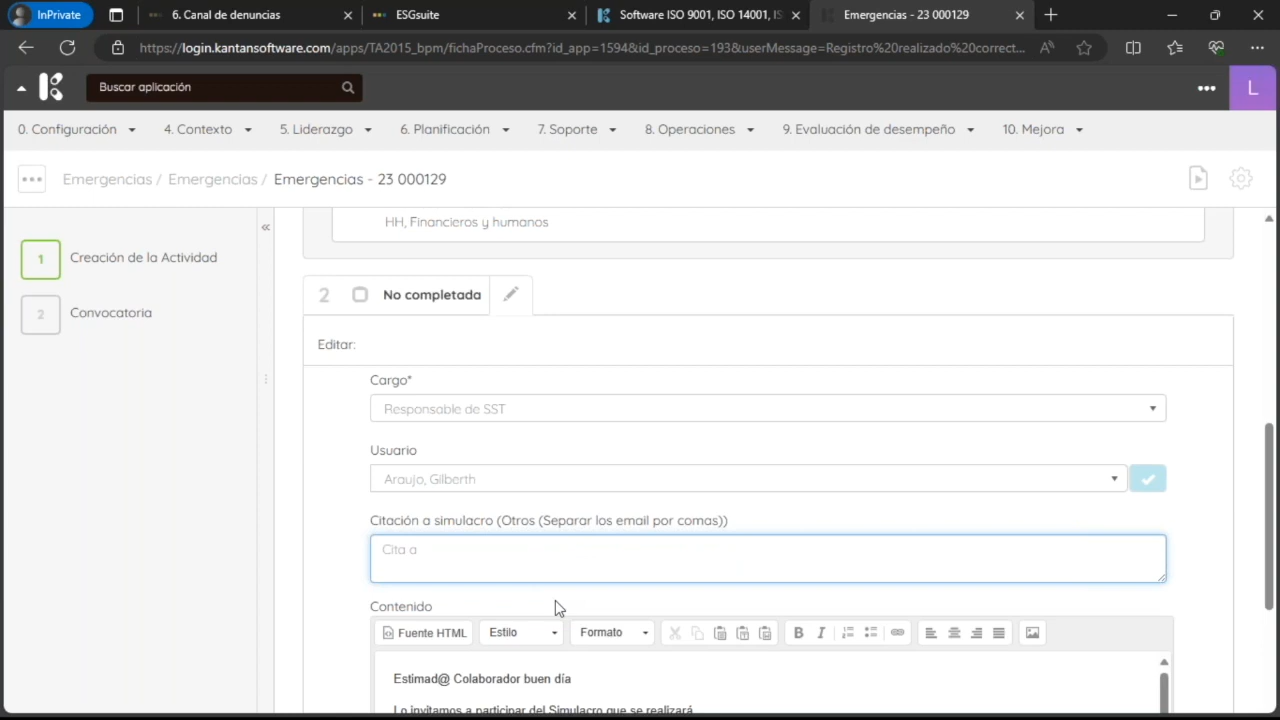 InPrivate
6. Canal de denuncias
ESGsuite
Software ISO 9001, ISO 14001, IS
Emergencias - 23 000129
https://login.kantansoftware.com/apps/TA2015_bpm/fichaProceso.cfm?id_app=1594&id_proceso=193&userMessage=Registro%20realizado%20correct...
Buscar aplicación
L
0. Configuración
4. Contexto
5. Liderazgo
6. Planificación
7. Soporte
8. Operaciones
9. Evaluación de desempeño
10. Mejora
Emergencias / Emergencias / Emergencias - 23 000129
1 Creación de la Actividad
2 Convocatoria
HH, Financieros y humanos
2 No completada
Editar:
Cargo*
Responsable de SST
Usuario
Araujo, Gilberth
Citación a simulacro (Otros (Separar los email por comas))
Cita a
Contenido
Fuente HTML Estilo Formato B I
Estimad@ Colaborador buen día
Lo invitamos a participar del Simulacro que se realizará